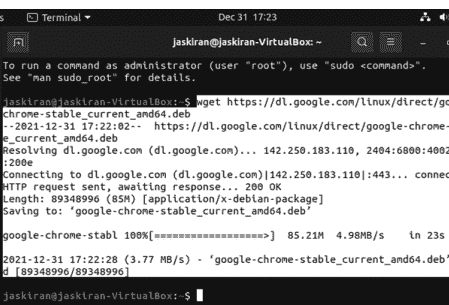 s Terminal ▾ Dec 31 17:23
jaskiran@jaskiran-VirtualBox: ~
To run a command as administrator (user "root"), use "sudo <command>".
See "man sudo_root" for details.
jaskiran@jaskiran-VirtualBox:~$ wget https://dl.google.com/linux/direct/go
chrome-stable_current_amd64.deb
--2021-12-31 17:22:02-- https://dl.google.com/linux/direct/google-chrome-
e_current_amd64.deb
Resolving dl.google.com (dl.google.com)... 142.250.183.110, 2404:6800:4002
:200e
Connecting to dl.google.com (dl.google.com)|142.250.183.110|:443... connec
HTTP request sent, awaiting response... 200 OK
Length: 89348996 (85M) [application/x-debian-package]
Saving to: ‘google-chrome-stable_current_amd64.deb’
google-chrome-stabl 100%[===================>] 85.21M 4.98MB/s in 23s
2021-12-31 17:22:28 (3.77 MB/s) - ‘google-chrome-stable_current_amd64.deb’
d [89348996/89348996]
jaskiran@jaskiran-VirtualBox:~$